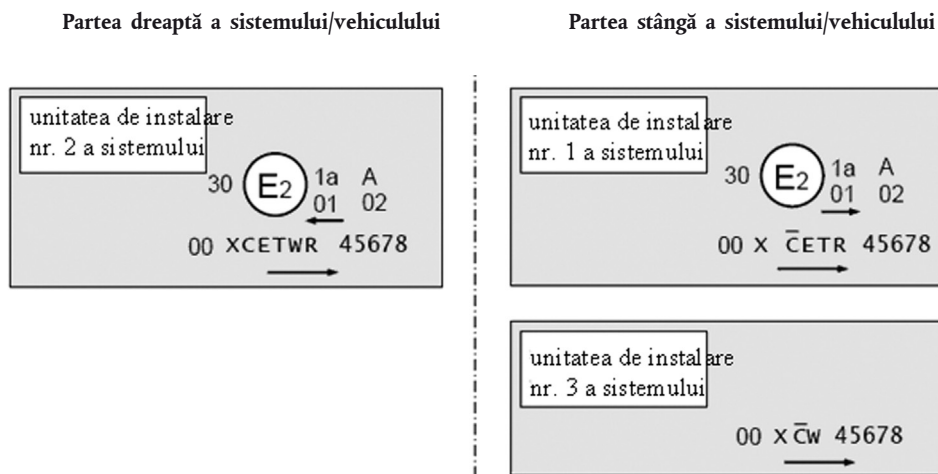 Partea dreaptă a sistemului/vehiculului
unitatea de instalare
nr. 2 a sistemului
30 E2 1a A
01 02
00 XCETWR 45678
Partea stângă a sistemului/vehiculului
unitatea de instalare
nr. 1 a sistemului
30 E2 1a A
01 02
00 X C̅ETR 45678
unitatea de instalare
nr. 3 a sistemului
00 X C̅W 45678